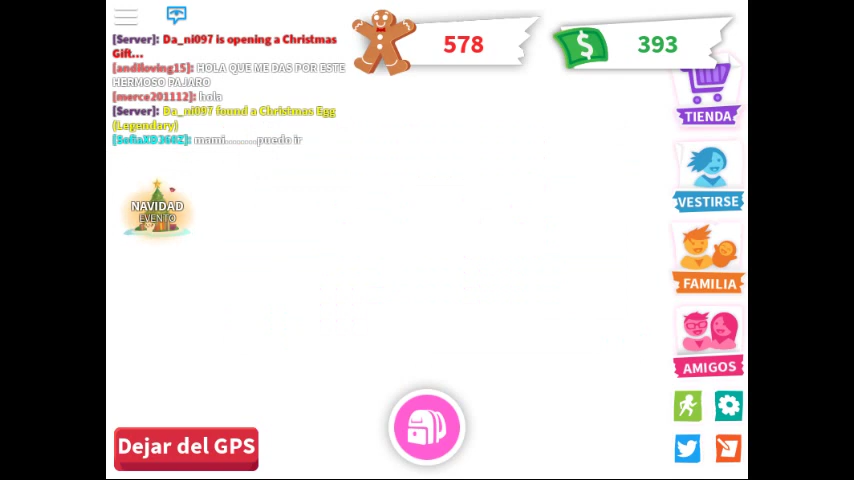 578
393
[Server]: Da_ni097 is opening a Christmas
Gift...
[andiloving15]: HOLA QUE ME DAS POR ESTE
HERMOSO PAJARO
[merce201112]: hola
[Server]: Da_ni097 found a Christmas Egg
(Legendary)
mami........puedo ir
NAVIDAD
EVENTO
TIENDA
VESTIRSE
FAMILIA
AMIGOS
Dejar del GPS